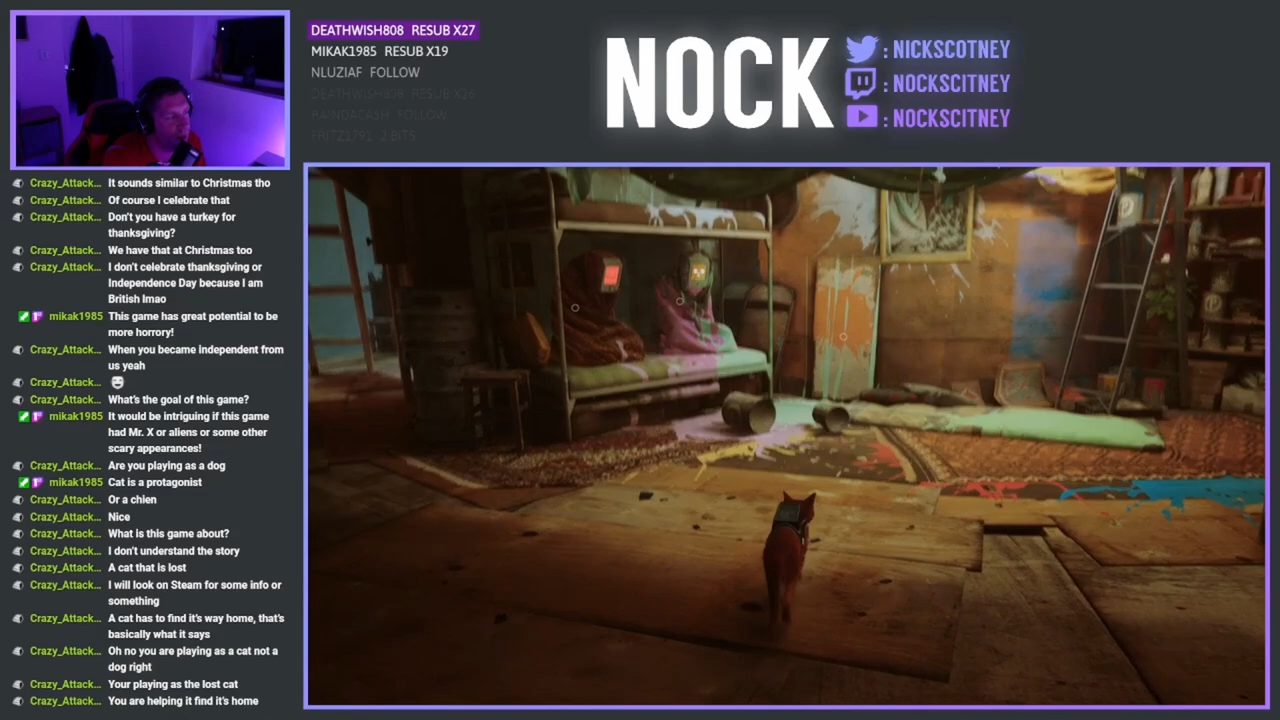 DEATHWISH808 RESUB X27
MIKAK1985 RESUB X19
NLUZIAF FOLLOW
DEATHWISH808 RESUB X26
RAINDACASH FOLLOW
FRITZ1791 2 BITS
NOCK
: NICKSCOTNEY
: NOCKSCITNEY
: NOCKSCITNEY
Crazy_Attack... It sounds similar to Christmas tho
Crazy_Attack... Of course I celebrate that
Crazy_Attack... Don't you have a turkey for
thanksgiving?
Crazy_Attack... We have that at Christmas too
Crazy_Attack... I don't celebrate thanksgiving or
Independence Day because I am
British lmao
mikak1985 This game has great potential to be
more horrory!
Crazy_Attack... When you became independent from
us yeah
Crazy_Attack...
Crazy_Attack... What's the goal of this game?
mikak1985 It would be intriguing if this game
had Mr. X or aliens or some other
scary appearances!
Crazy_Attack... Are you playing as a dog
mikak1985 Cat is a protagonist
Crazy_Attack... Or a chien
Crazy_Attack... Nice
Crazy_Attack... What is this game about?
Crazy_Attack... I don't understand the story
Crazy_Attack... A cat that is lost
Crazy_Attack... I will look on Steam for some info or
something
Crazy_Attack... A cat has to find it's way home, that's
basically what it says
Crazy_Attack... Oh no you are playing as a cat not a
dog right
Crazy_Attack... Your playing as the lost cat
Crazy_Attack... You are helping it find it's home